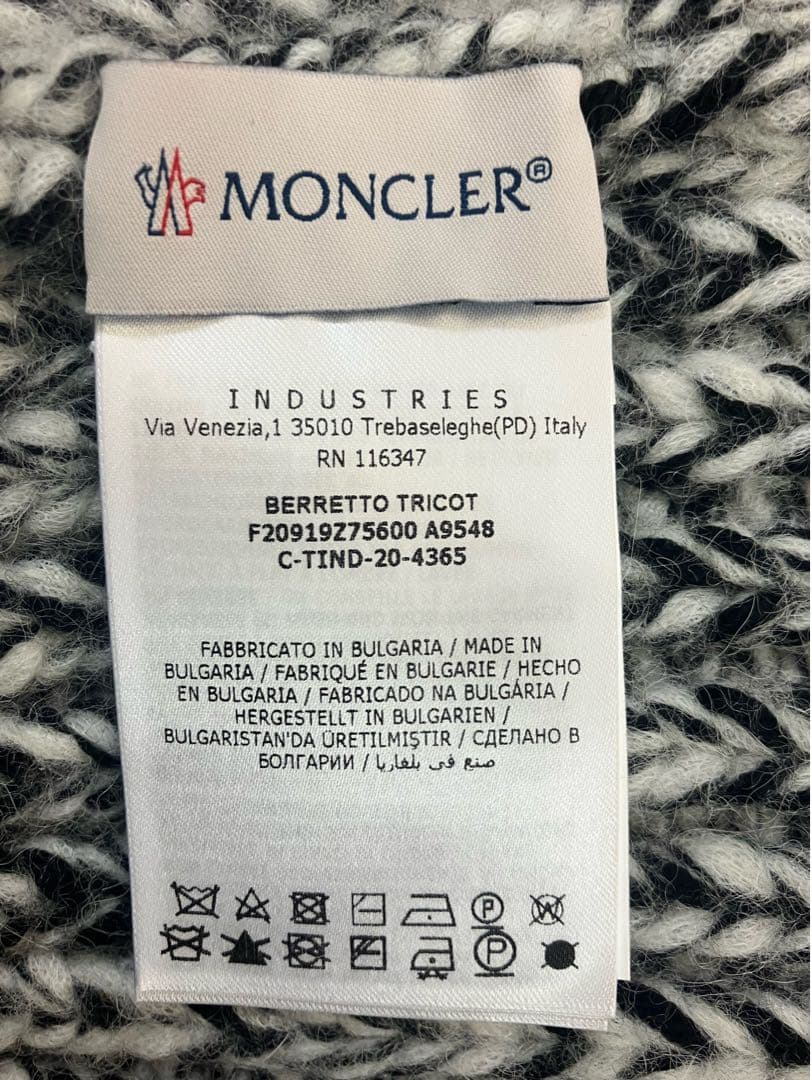 MONCLER®
INDUSTRIES
Via Venezia,1 35010 Trebaseleghe(PD) Italy
RN 116347
BERRETTO TRICOT
F20919Z75600 A9548
C-TIND-20-4365
FABBRICATO IN BULGARIA / MADE IN
BULGARIA / FABRIQUÉ EN BULGARIE / HECHO
EN BULGARIA / FABRICADO NA BULGÁRIA /
HERGESTELLT IN BULGARIEN /
BULGARISTAN'DA ÜRETILMIŞTIR / СДЕЛАНО В
БОЛГАРИИ / صنع في بلغاريا
P W
P